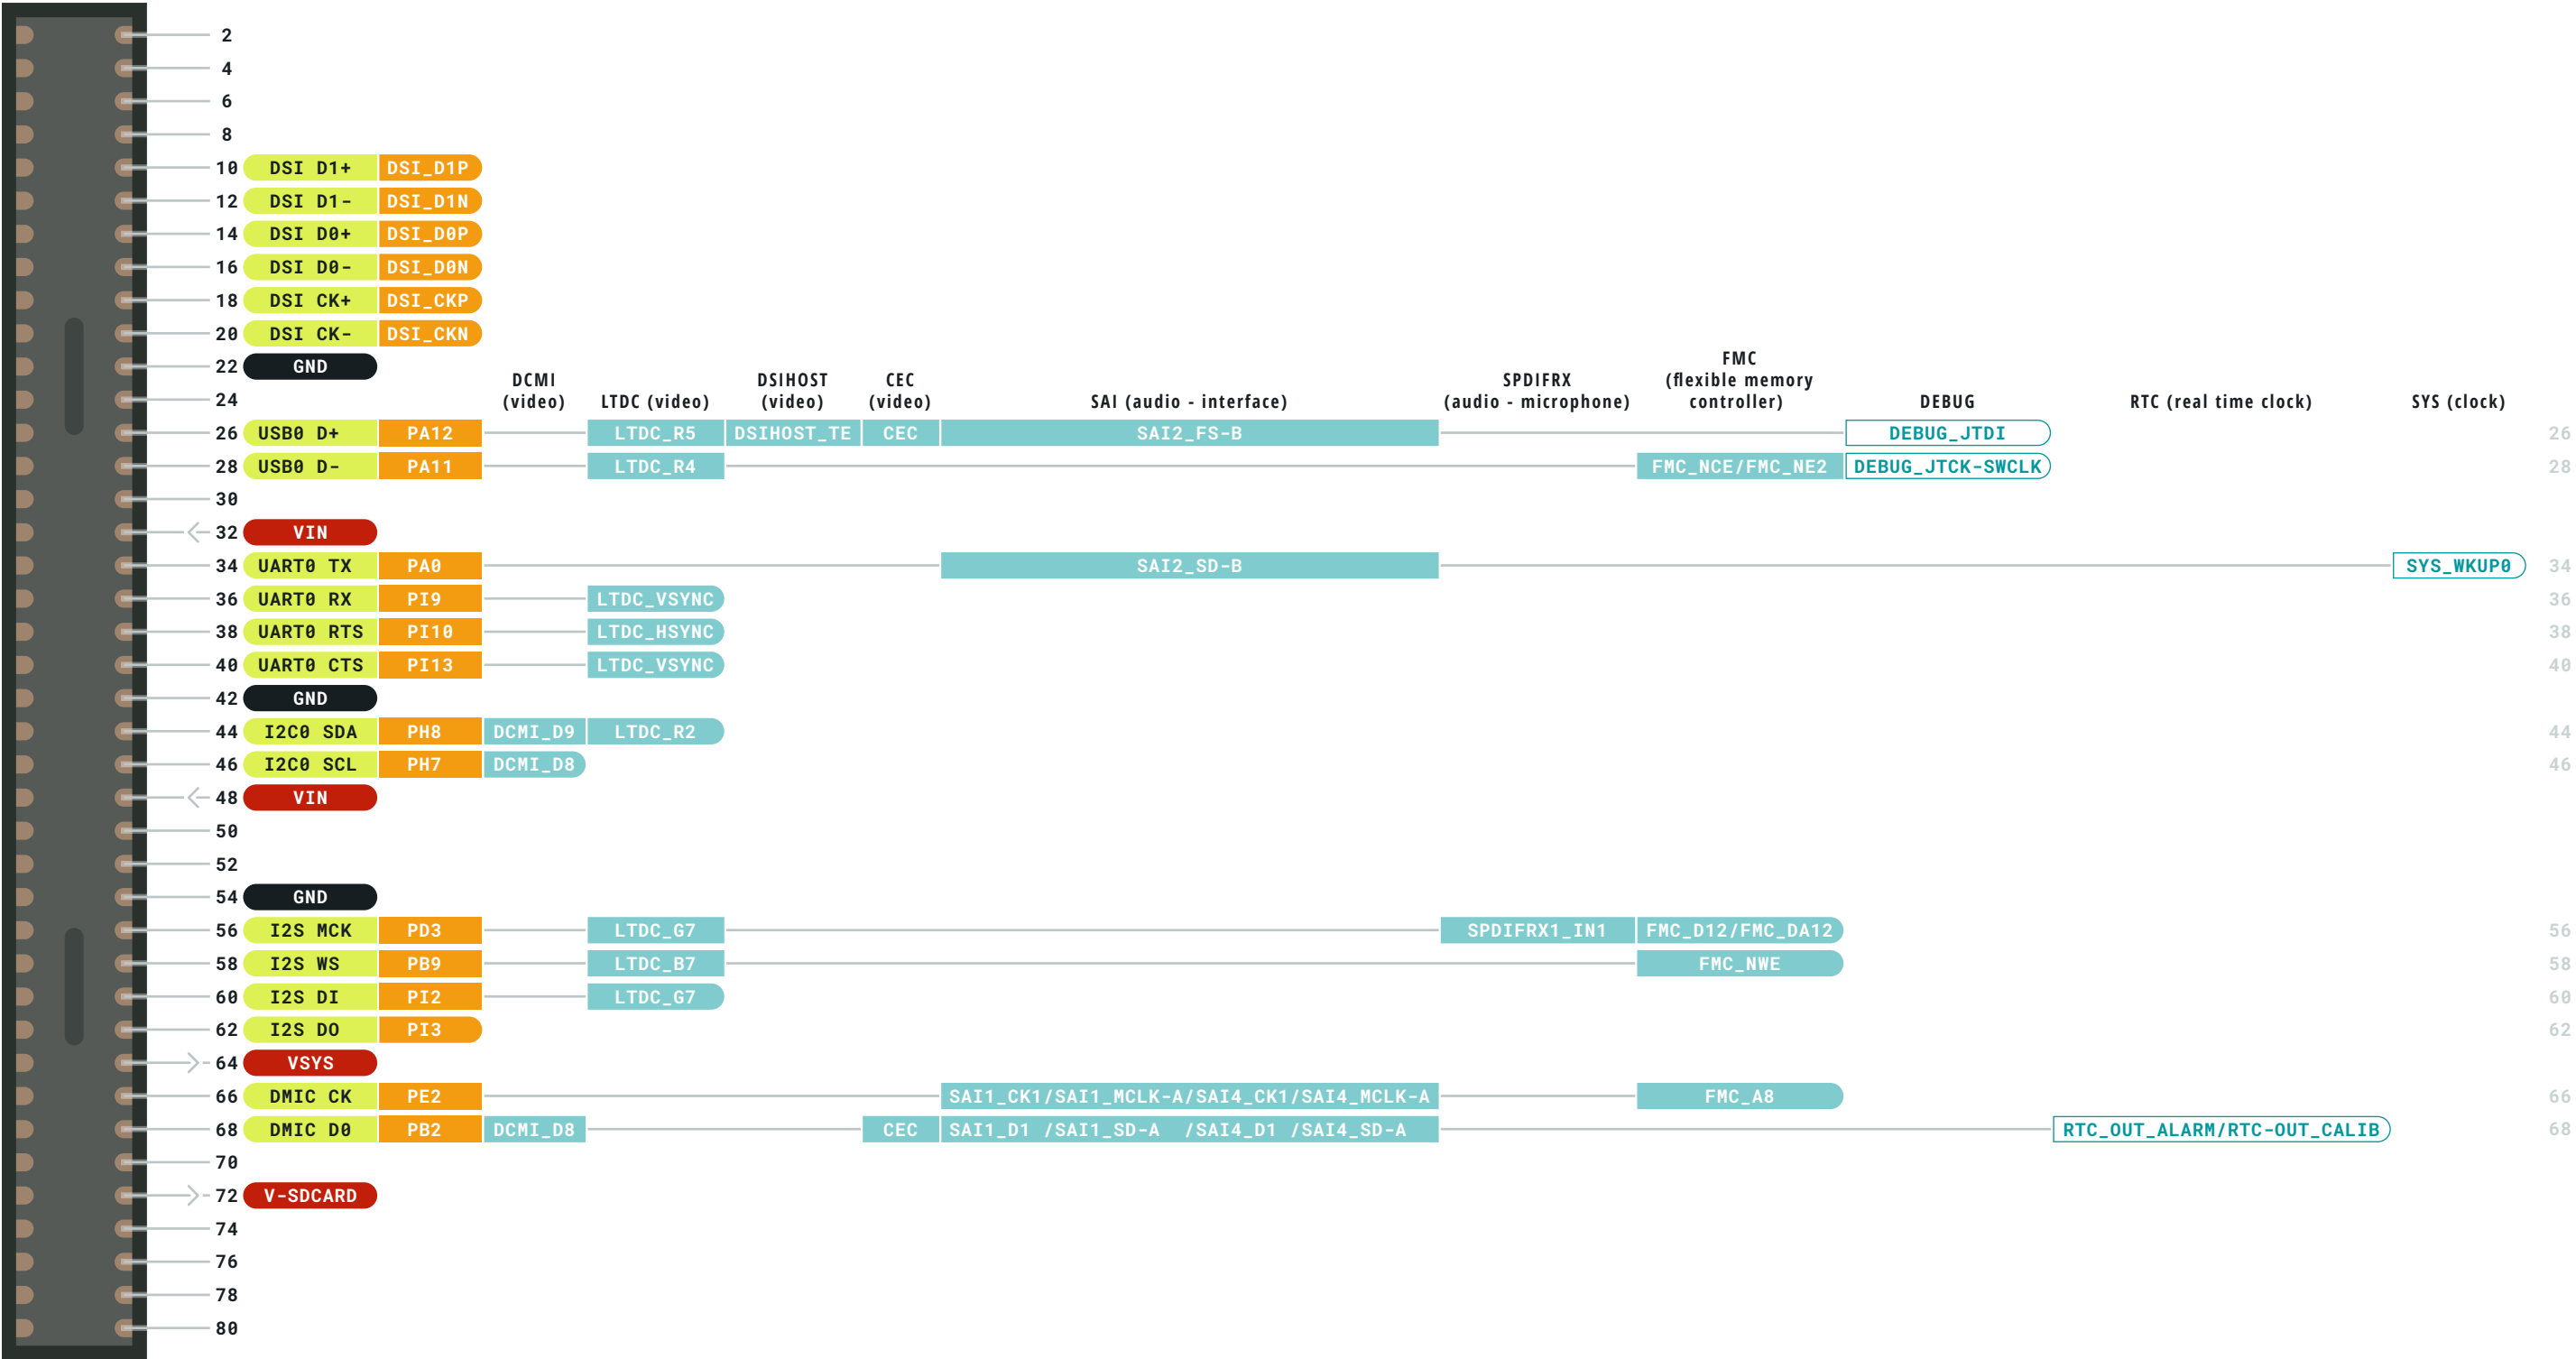 2
4
6
8
10 DSI D1+ DSI_D1P
12 DSI D1- DSI_D1N
14 DSI D0+ DSI_D0P
16 DSI D0- DSI_D0N
18 DSI CK+ DSI_CKP
20 DSI CK- DSI_CKN
22 GND
24
DCMI
(video)
LTDC (video)
DSIHOST
(video)
CEC
(video)
SAI (audio - interface)
SPDIFRX
(audio - microphone)
FMC
(flexible memory
controller)
DEBUG
RTC (real time clock)
SYS (clock)
26 USB0 D+ PA12 LTDC_R5 DSIHOST_TE CEC SAI2_FS-B DEBUG_JTDI 26
28 USB0 D- PA11 LTDC_R4 FMC_NCE/FMC_NE2 DEBUG_JTCK-SWCLK 28
30
32 VIN
34 UART0 TX PA0 SAI2_SD-B SYS_WKUP0 34
36 UART0 RX PI9 LTDC_VSYNC 36
38 UART0 RTS PI10 LTDC_HSYNC 38
40 UART0 CTS PI13 LTDC_VSYNC 40
42 GND
44 I2C0 SDA PH8 DCMI_D9 LTDC_R2 44
46 I2C0 SCL PH7 DCMI_D8 46
48 VIN
50
52
54 GND
56 I2S MCK PD3 LTDC_G7 SPDIFRX1_IN1 FMC_D12/FMC_DA12 56
58 I2S WS PB9 LTDC_B7 FMC_NWE 58
60 I2S DI PI2 LTDC_G7 60
62 I2S DO PI3 62
64 VSYS
66 DMIC CK PE2 SAI1_CK1/SAI1_MCLK-A/SAI4_CK1/SAI4_MCLK-A FMC_A8 66
68 DMIC D0 PB2 DCMI_D8 CEC SAI1_D1 /SAI1_SD-A /SAI4_D1 /SAI4_SD-A RTC_OUT_ALARM/RTC-OUT_CALIB 68
70
72 V-SDCARD
74
76
78
80